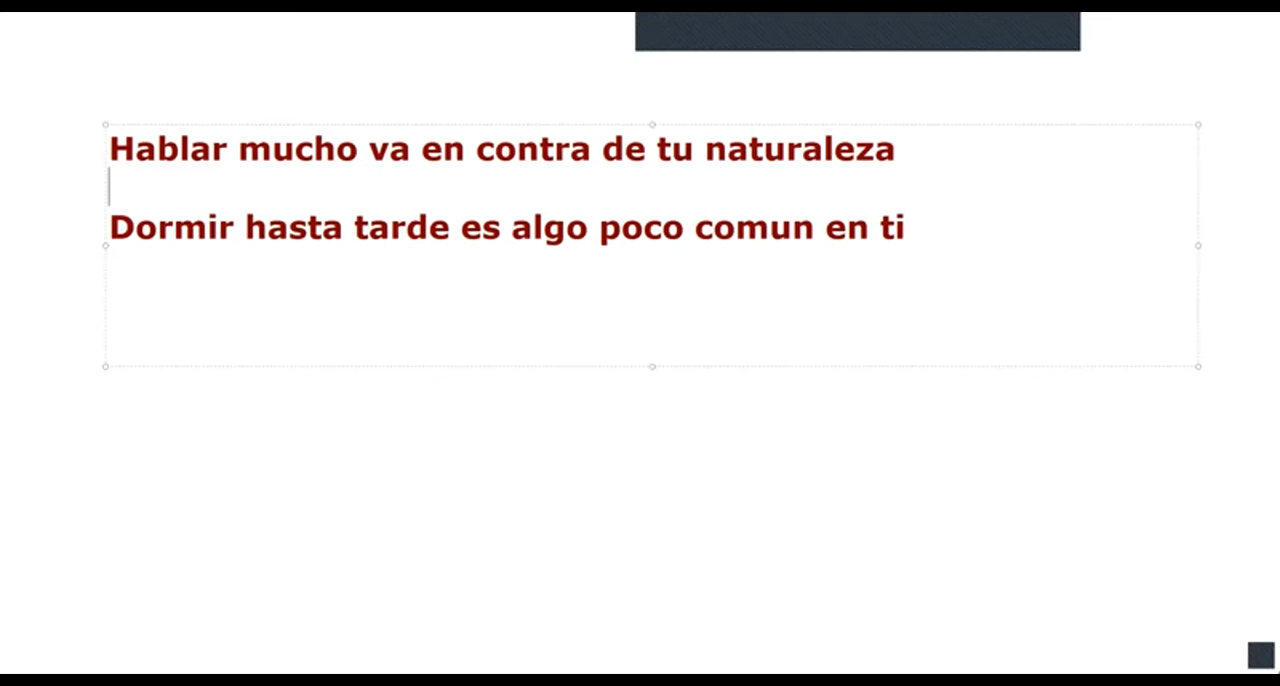 Hablar mucho va en contra de tu naturaleza
Dormir hasta tarde es algo poco comun en ti